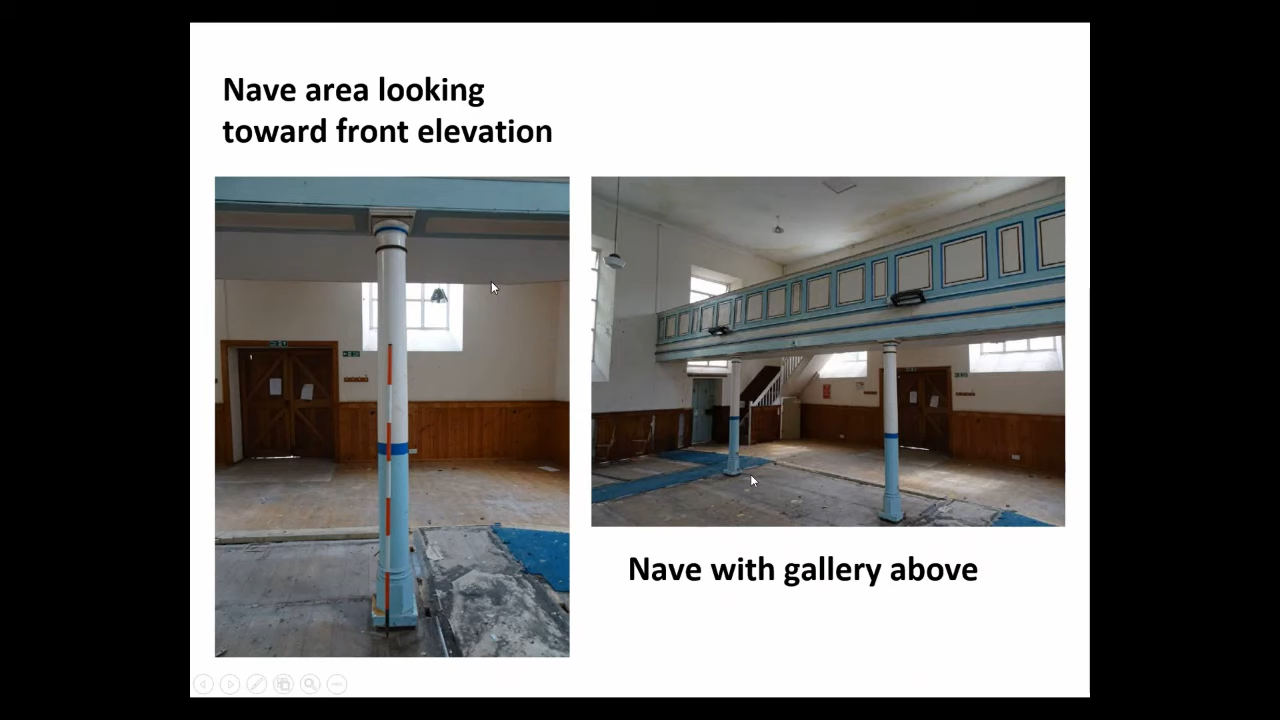 Nave area looking
toward front elevation
Nave with gallery above